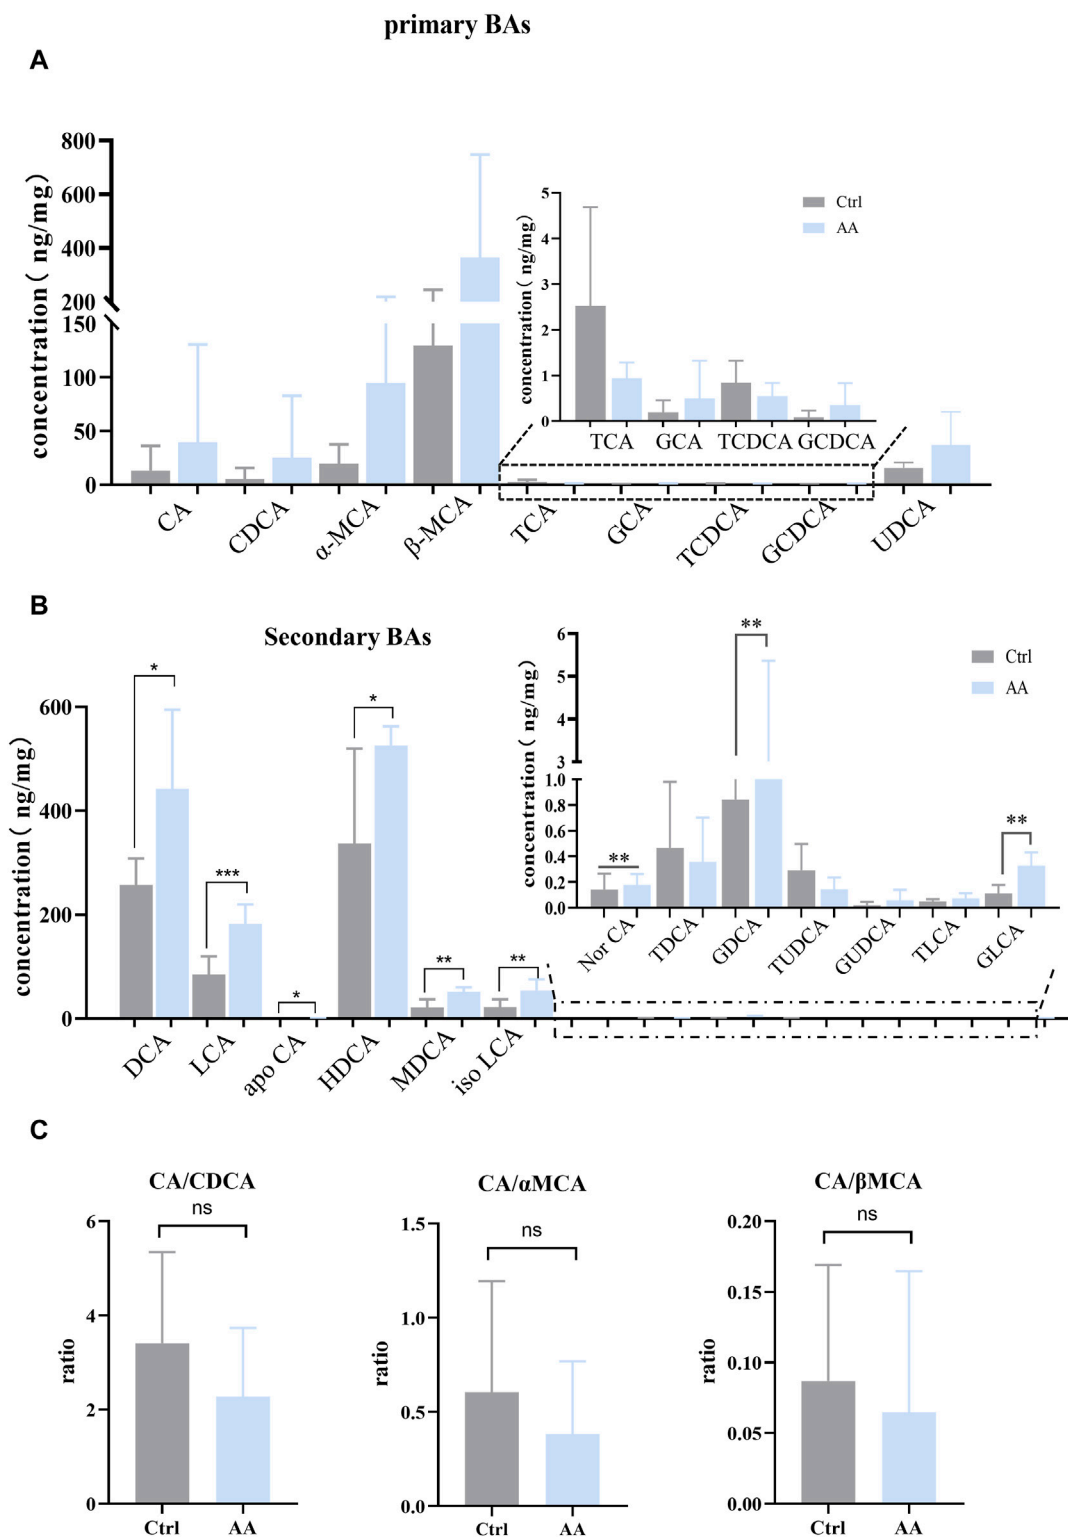 primary BAs
A
800
600
400
200
150
100
50
0
concentration( ng/mg)
CA
CDCA
α-MCA
β-MCA
TCA
GCA
TCDCA
GCDCA
UDCA
5
4
3
2
1
0
concentration( ng/mg)
TCA
GCA
TCDCA
GCDCA
Ctrl
AA
B
Secondary BAs
600
400
200
0
concentration( ng/mg)
*
***
*
*
**
**
DCA
LCA
apo CA
HDCA
MDCA
iso LCA
6
5
4
3
1.0
0.8
0.6
0.4
0.2
0.0
concentration( ng/mg)
**
**
**
Nor CA
TDCA
GDCA
TUDCA
GUDCA
TLCA
GLCA
Ctrl
AA
C
CA/CDCA
ns
6
4
2
0
ratio
Ctrl
AA
CA/αMCA
ns
1.5
1.0
0.5
0.0
ratio
Ctrl
AA
CA/βMCA
ns
0.20
0.15
0.10
0.05
0.00
ratio
Ctrl
AA